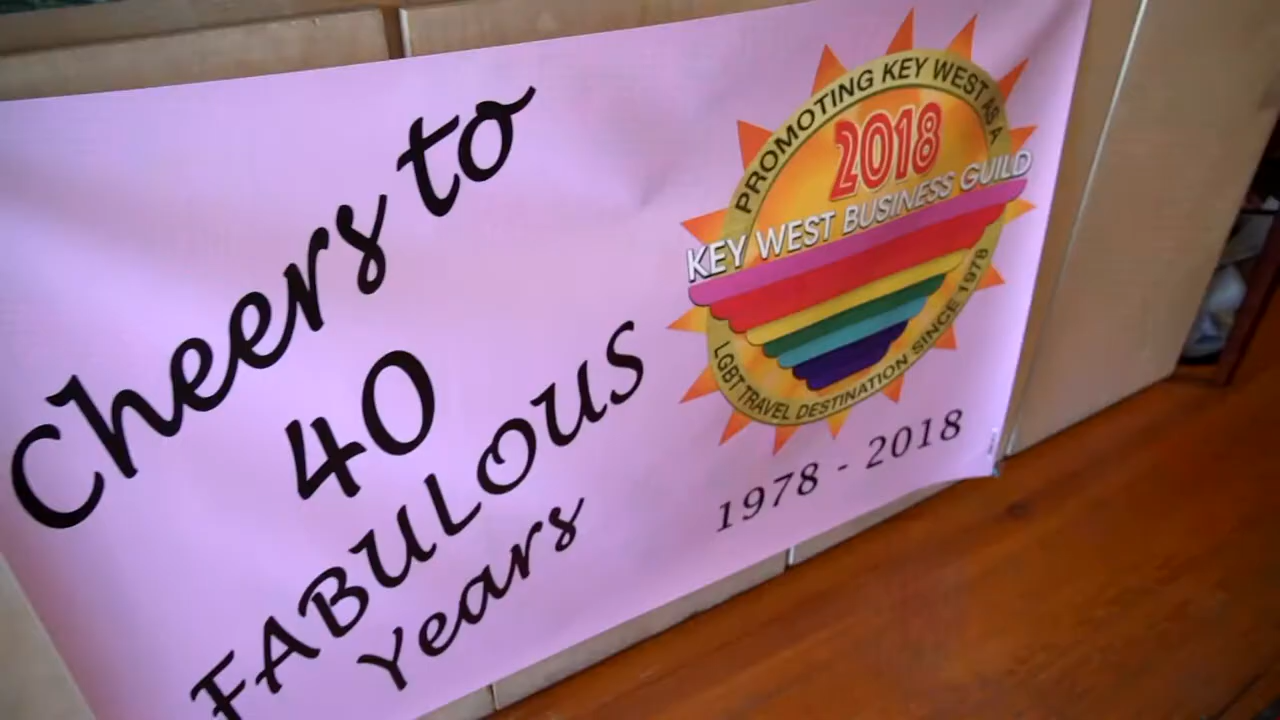 Cheers to
40
FABULOUS
Years
PROMOTING KEY WEST AS A
2018
KEY WEST BUSINESS GUILD
LGBT TRAVEL DESTINATION SINCE 1978
1978 - 2018